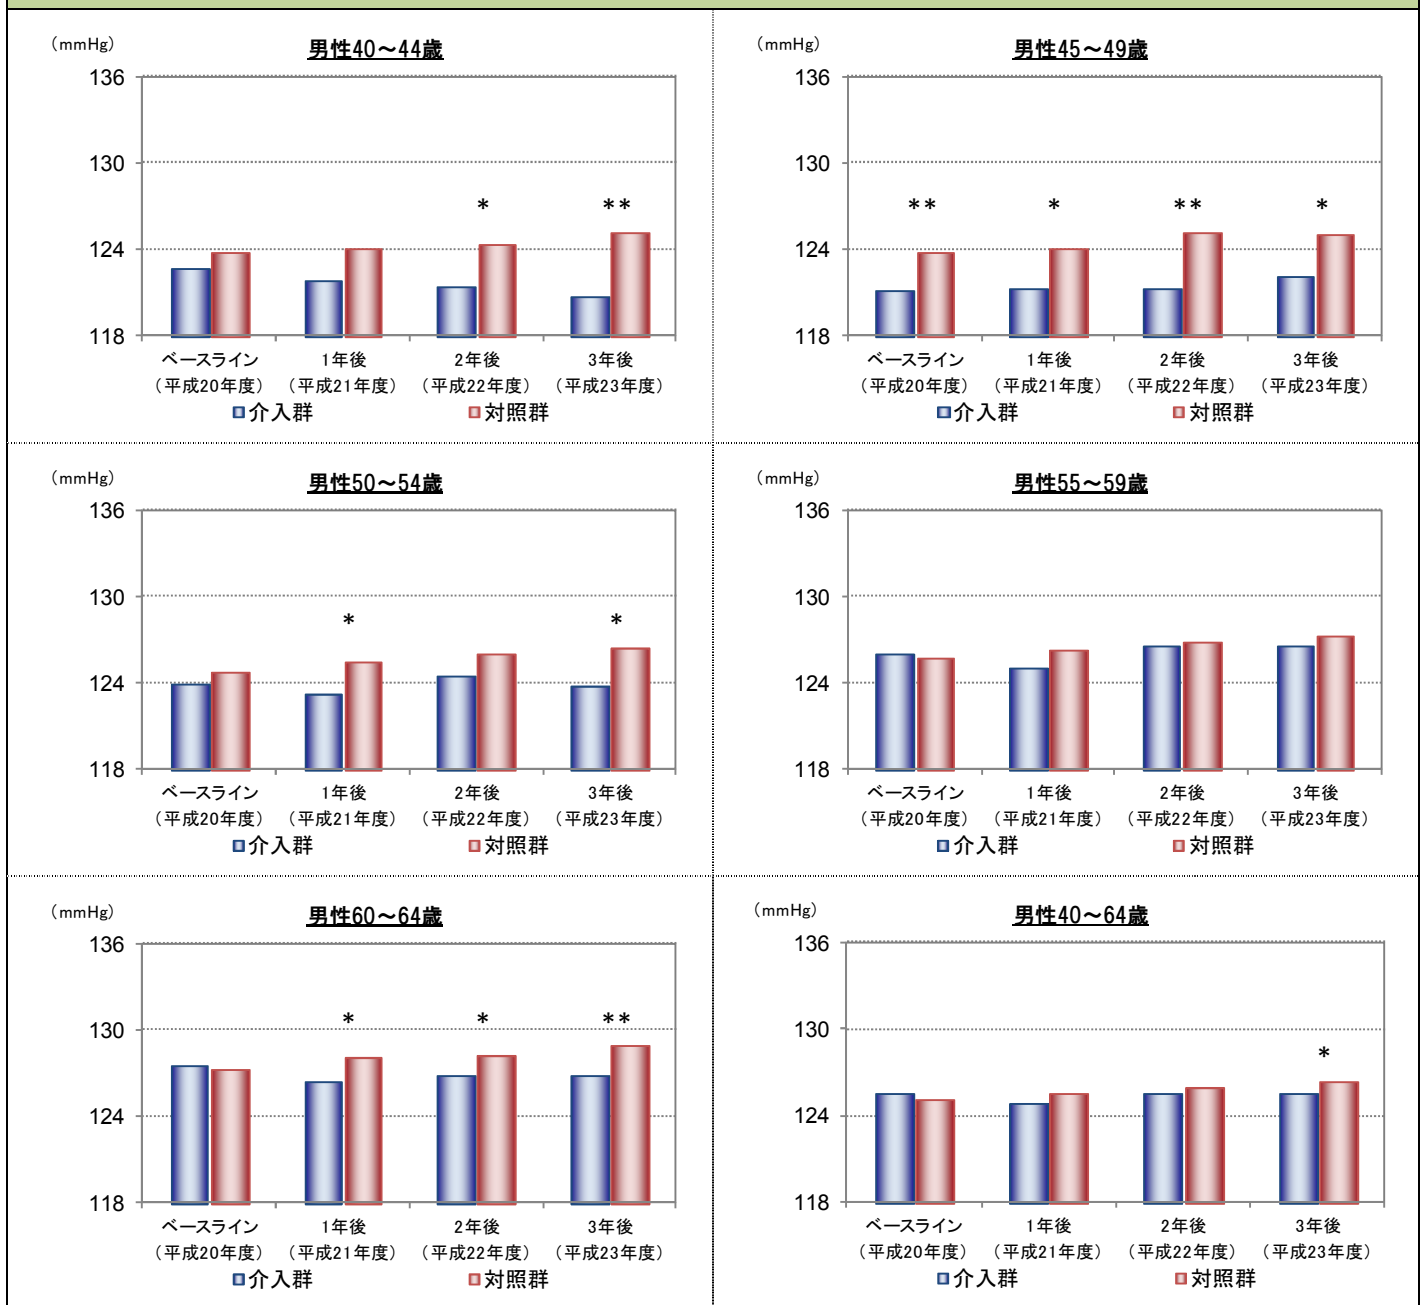 （mmHg）
男性40～44歳
136
130
124
118
* **
ベースライン 1年後 2年後 3年後
（平成20年度） （平成21年度） （平成22年度） （平成23年度）
介入群 対照群
（mmHg）
男性45～49歳
136
130
124
118
** * ** *
ベースライン 1年後 2年後 3年後
（平成20年度） （平成21年度） （平成22年度） （平成23年度）
介入群 対照群
（mmHg）
男性50～54歳
136
130
124
118
* *
ベースライン 1年後 2年後 3年後
（平成20年度） （平成21年度） （平成22年度） （平成23年度）
介入群 対照群
（mmHg）
男性55～59歳
136
130
124
118
ベースライン 1年後 2年後 3年後
（平成20年度） （平成21年度） （平成22年度） （平成23年度）
介入群 対照群
（mmHg）
男性60～64歳
136
130
124
118
* * **
ベースライン 1年後 2年後 3年後
（平成20年度） （平成21年度） （平成22年度） （平成23年度）
介入群 対照群
（mmHg）
男性40～64歳
136
130
124
118
*
ベースライン 1年後 2年後 3年後
（平成20年度） （平成21年度） （平成22年度） （平成23年度）
介入群 対照群